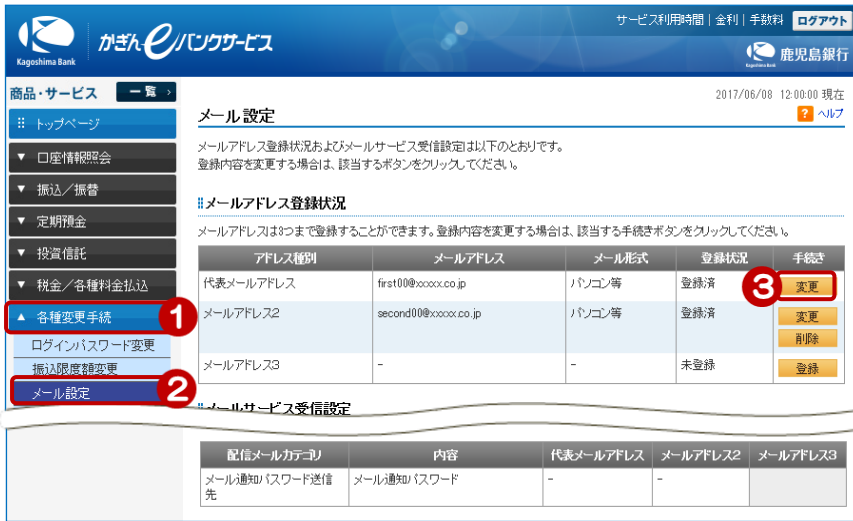 サービス利用時間|金利|手数料 ログアウト
Kagoshima Bank
かぎんeバンクサービス
Kagoshima Bank
鹿児島銀行
商品・サービス 一覧
トップページ
▼ 口座情報照会
▼ 振込/振替
▼ 定期預金
▼ 投資信託
▼ 税金/各種料金払込
▲ 各種変更手続 1
ログインパスワード変更
振込限度額変更
メール設定 2
2017/06/08 12:00:00 現在
メール設定
? ヘルプ
メールアドレス登録状況およびメールサービス受信設定は以下のとおりです。
登録内容を変更する場合は、該当するボタンをクリックしてください。
メールアドレス登録状況
メールアドレスは3つまで登録することができます。登録内容を変更する場合は、該当する手続きボタンをクリックしてください。
アドレス種別 メールアドレス メール形式 登録状況 手続き
代表メールアドレス first00@xxxxx.co.jp パソコン等 登録済 3 変更
メールアドレス2 second00@xxxxx.co.jp パソコン等 登録済 変更
削除
メールアドレス3 - - 未登録 登録
メールサービス受信設定
配信メールカテゴリ 内容 代表メールアドレス メールアドレス2 メールアドレス3
メール通知パスワード送信 メール通知パスワード - -
先